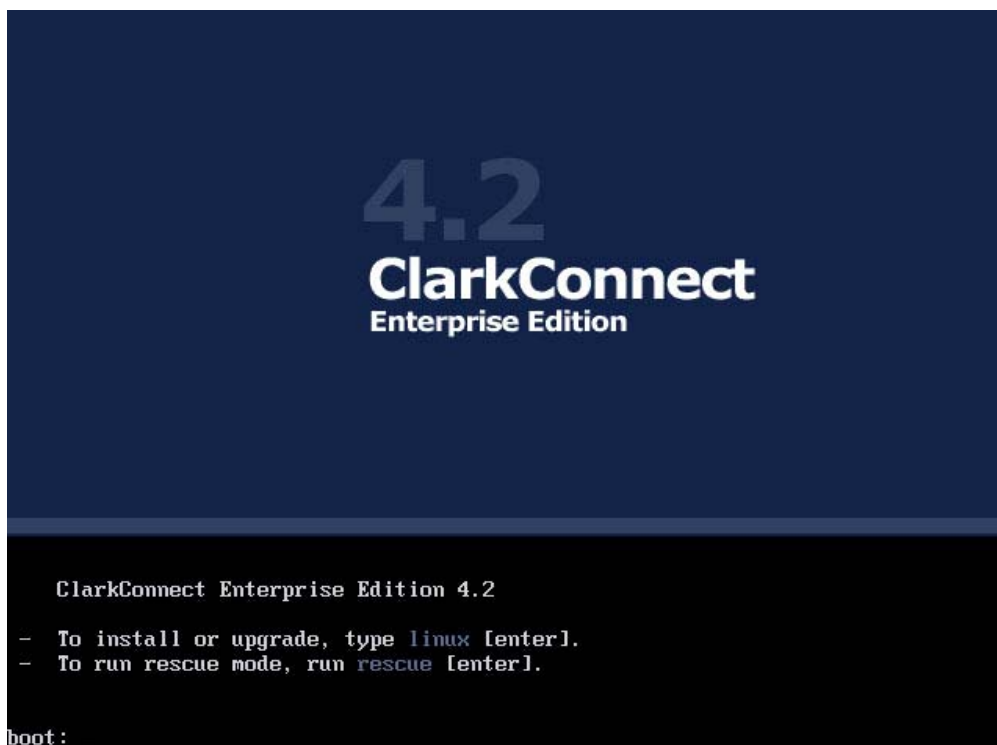 4.2
ClarkConnect
Enterprise Edition
ClarkConnect Enterprise Edition 4.2
- To install or upgrade, type linux [enter].
- To run rescue mode, run rescue [enter].
boot: